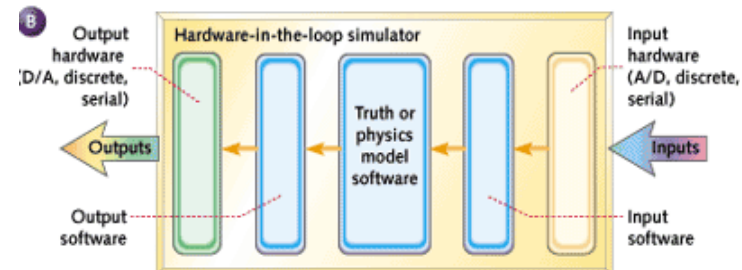 B
Output
hardware
(D/A, discrete,
serial)
Hardware-in-the-loop simulator
Input
hardware
(A/D, discrete,
serial)
Truth or
physics
model
software
Outputs
Inputs
Output
software
Input
software